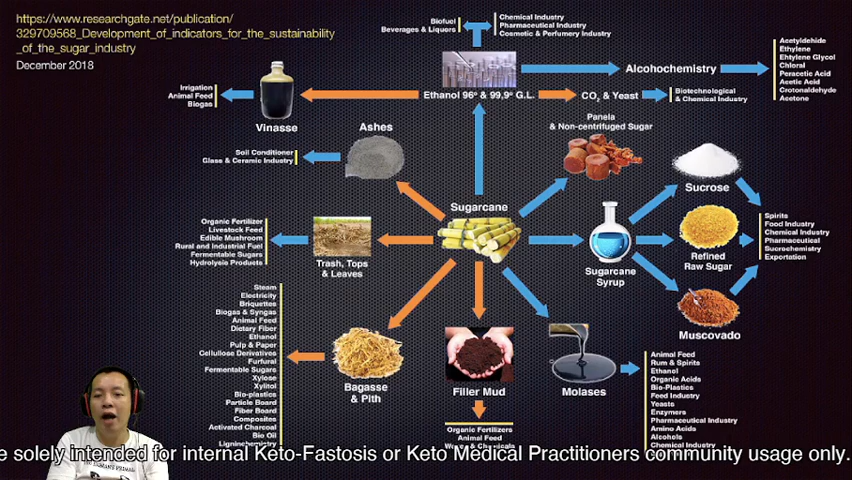 https://www.researchgate.net/publication/
329709568_Development_of_indicators_for_the_sustainability
_of_the_sugar_industry
December 2018
Biofuel
Beverages & Liquers
Chemical Industry
Pharmaceutical Industry
Cosmetic & Perfumery Industry
Irrigation
Animal Feed
Biogas
Vinasse
Ethanol 96° & 99,9° G.L.
CO2 & Yeast
Biotechnological
& Chemical Industry
Alcohochemistry
Acetyldehide
Ethylene
Ehtylene Glycol
Chloral
Peracetic Acid
Acetic Acid
Crotonaldehyde
Acetone
Ashes
Soil Conditioner
Glass & Ceramic Industry
Panela
& Non-centrifuged Sugar
Sugarcane
Organic Fertilizer
Livestock Feed
Edible Mushroom
Rural and Industrial Fuel
Fermentable Sugars
Hydrolysis Products
Trash, Tops
& Leaves
Sugarcane
Syrup
Sucrose
Refined
Raw Sugar
Muscovado
Spirits
Food Industry
Chemical Industry
Pharmaceutical
Sucrochemistry
Exportation
Steam
Electricity
Briquettes
Biogas & Syngas
Animal Feed
Dietary Fiber
Ethanol
Pulp & Paper
Cellulose Derivatives
Furfural
Fermentable Sugars
Xylose
Xylitol
Bio-plastics
Particle Board
Fiber Board
Composites
Activated Charcoal
Bio Oil
Ligninchemistry
Bagasse
& Pith
Filler Mud
Organic Fertilizers
Animal Feed
Waxes & Chemicals
Molases
Animal Feed
Rum & Spirits
Ethanol
Organic Acids
Bio-Plastics
Feed Industry
Yeasts
Enzymers
Pharmaceutical Industry
Amino Acids
Alcohols
Chemical Industry
e solely intended for internal Keto-Fastosis or Keto Medical Practitioners community usage only.